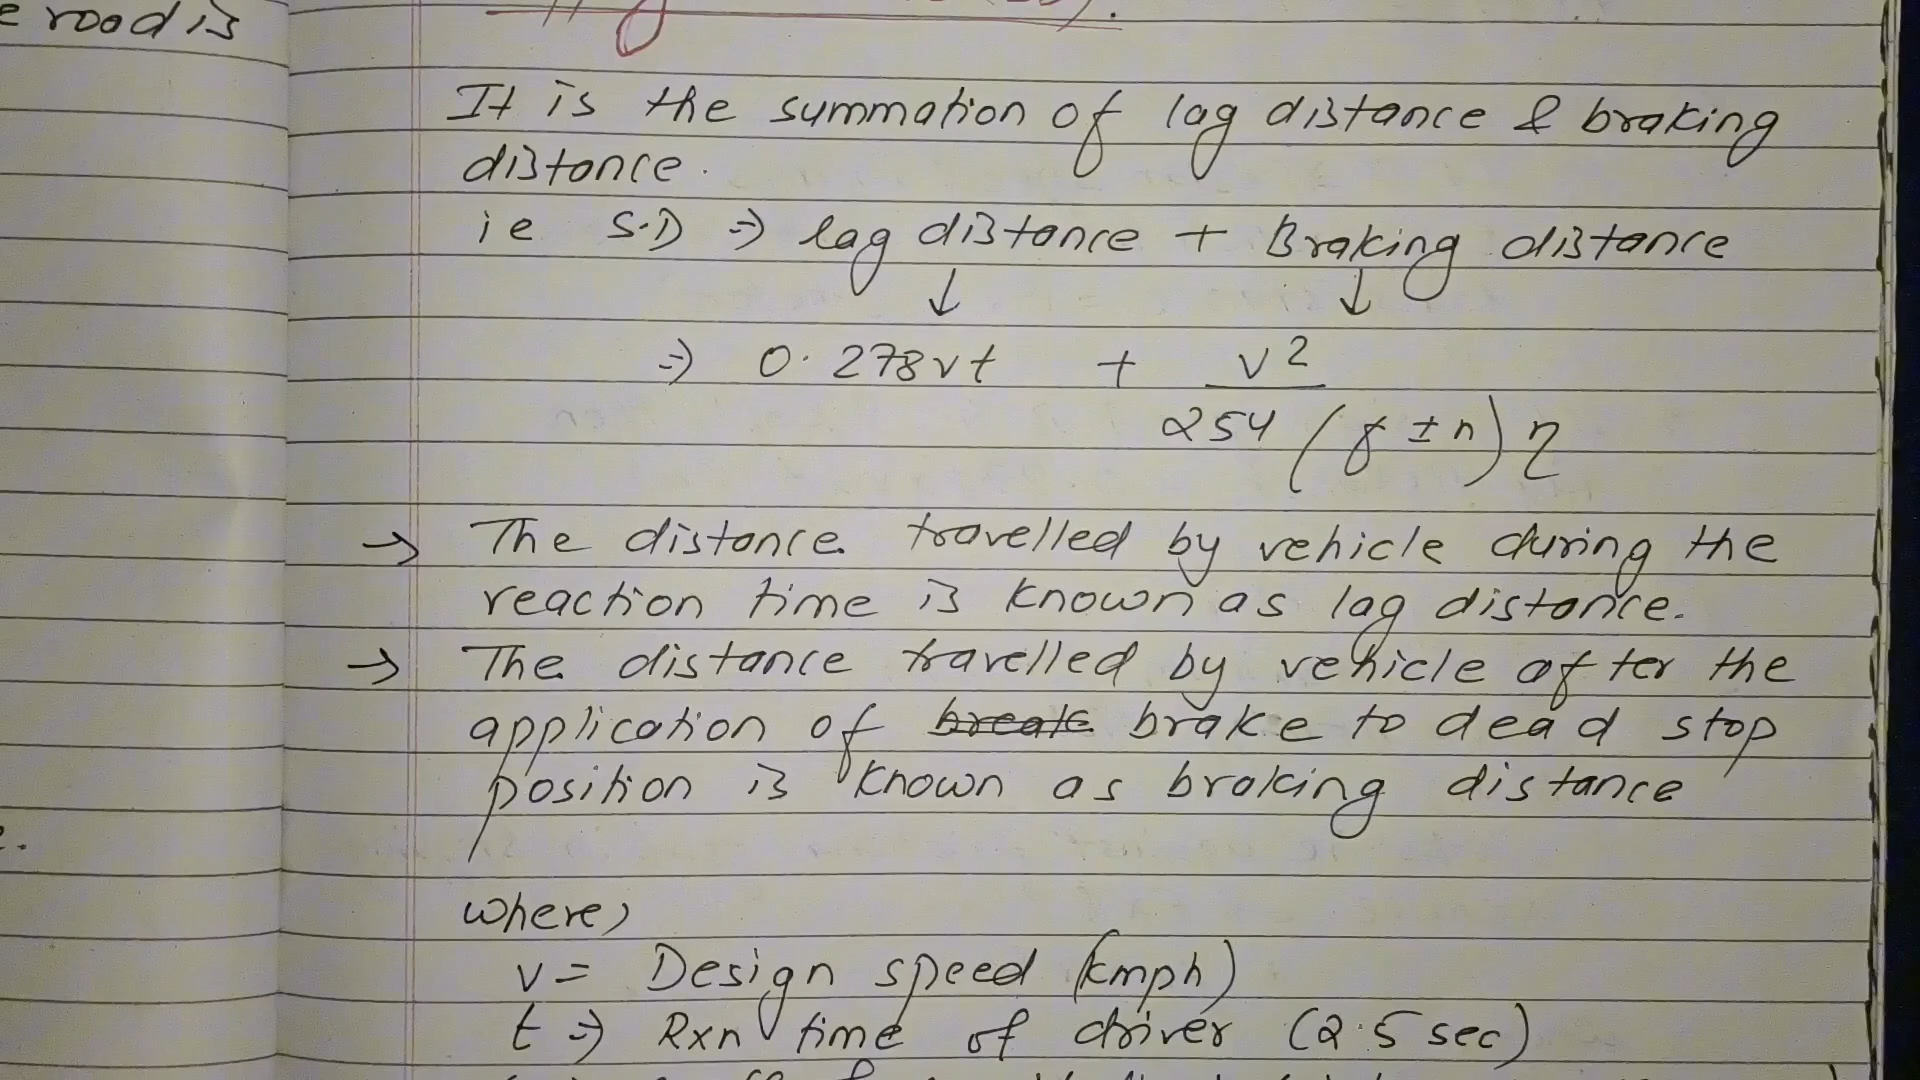 e road is
It is the summation of lag distance & braking
distance.
ie S.D ⇒ lag distance + Braking distance
↓ ↓
⇒ 0.278vt + v²
254 (f ± n) η
→ The distance travelled by vehicle during the
reaction time is known as lag distance.
→ The distance travelled by vehicle after the
application of break brake to dead stop
position is known as braking distance
where,
v = Design speed (kmph)
t ⇒ Rxn time of driver (2.5 sec)